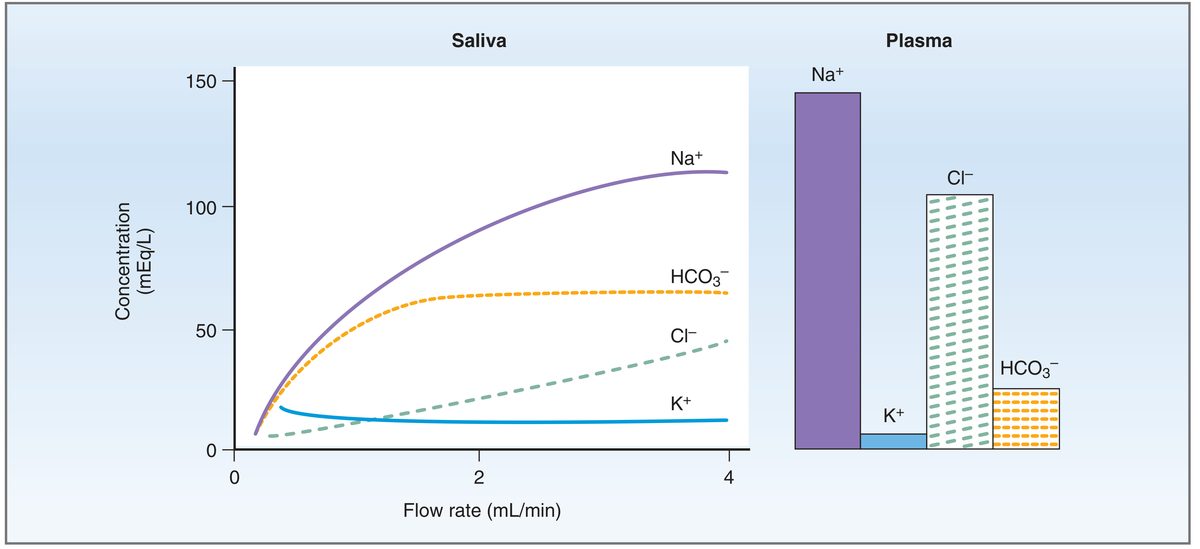 Saliva
Plasma
150
100
50
0
Concentration
(mEq/L)
Na⁺
HCO₃⁻
Cl⁻
K⁺
0
2
4
Flow rate (mL/min)
Na⁺
K⁺
Cl⁻
HCO₃⁻